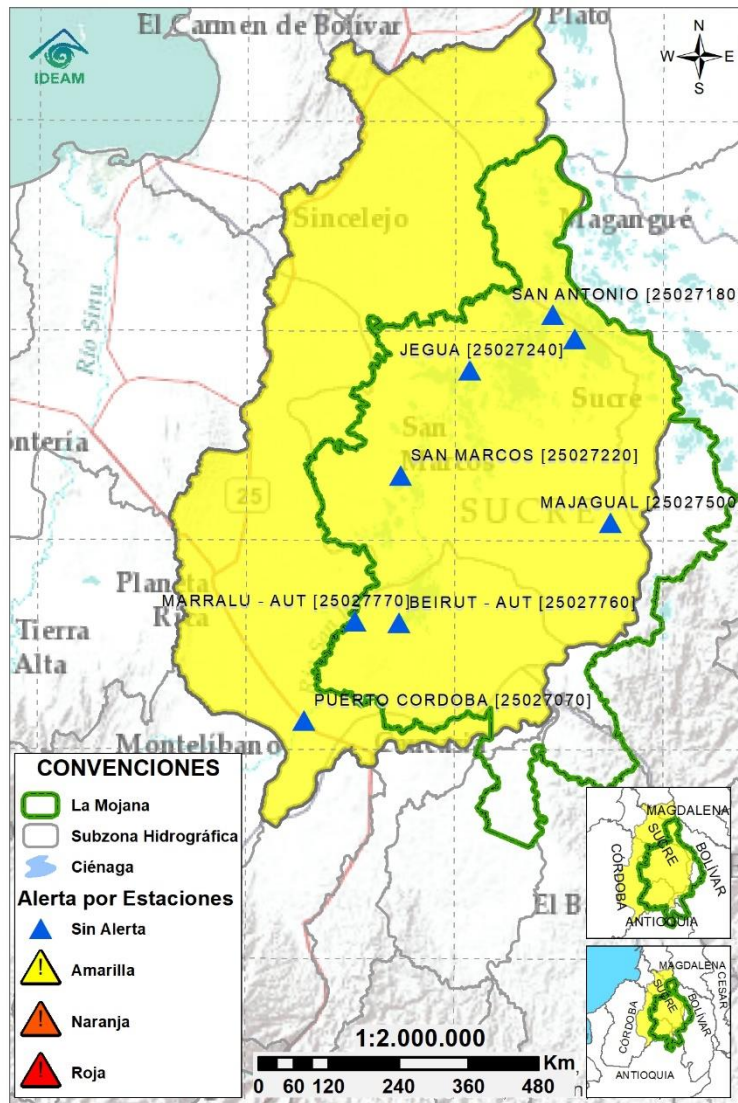 El Carmen de Bolívar
Plato
IDEAM
N
W E
S
Sincelejo
Magangué
Río Sinu
SAN ANTONIO [25027180
JEGUA [25027240]
Sucre
San
Marcos
ontería
SAN MARCOS [25027220]
25
SUCRE
MAJAGUAL [25027500
Planeta
Rica
MARRALU - AUT [25027770]
BEIRUT - AUT [25027760]
Tierra
Alta
PUERTO CORDOBA [25027070]
Montelíbano
CONVENCIONES
La Mojana
Subzona Hidrográfica
Ciénaga
Alerta por Estaciones
Sin Alerta
! Amarilla
! Naranja
! Roja
El B
1:2.000.000
Km
0 60 120 240 360 480
MAGDALENA
SUCRE
BOLÍVAR
CÓRDOBA
ANTIOQUIA
MAGDALENA
CESAR
SUCRE
BOLÍVAR
CÓRDOBA
ANTIOQUIA